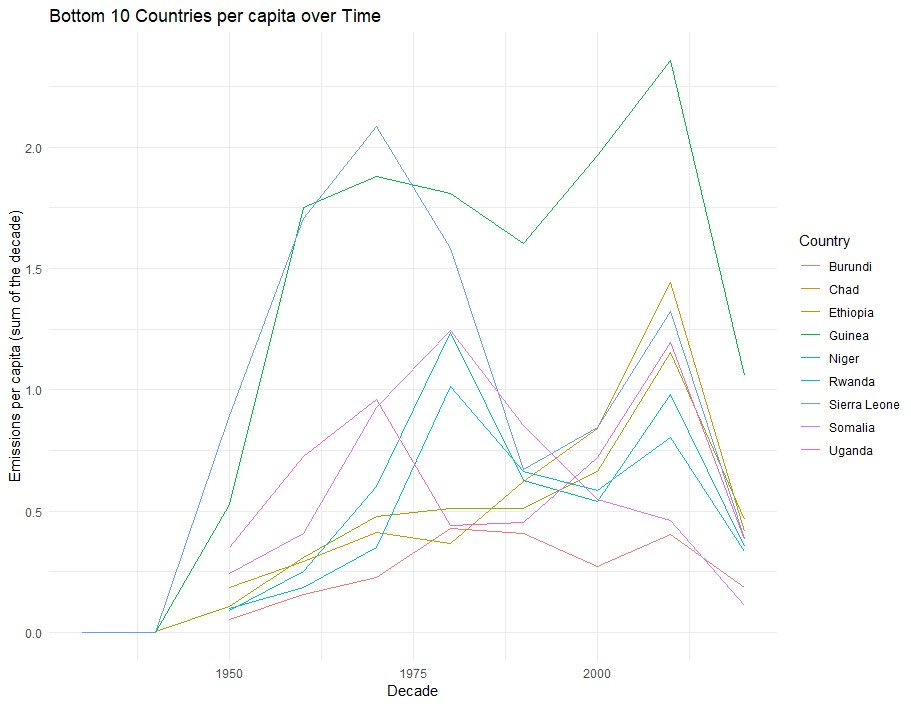 Bottom 10 Countries per capita over Time
Emissions per capita (sum of the decade)
2.0
1.5
1.0
0.5
0.0
1950
1975
2000
Decade
Country
Burundi
Chad
Ethiopia
Guinea
Niger
Rwanda
Sierra Leone
Somalia
Uganda